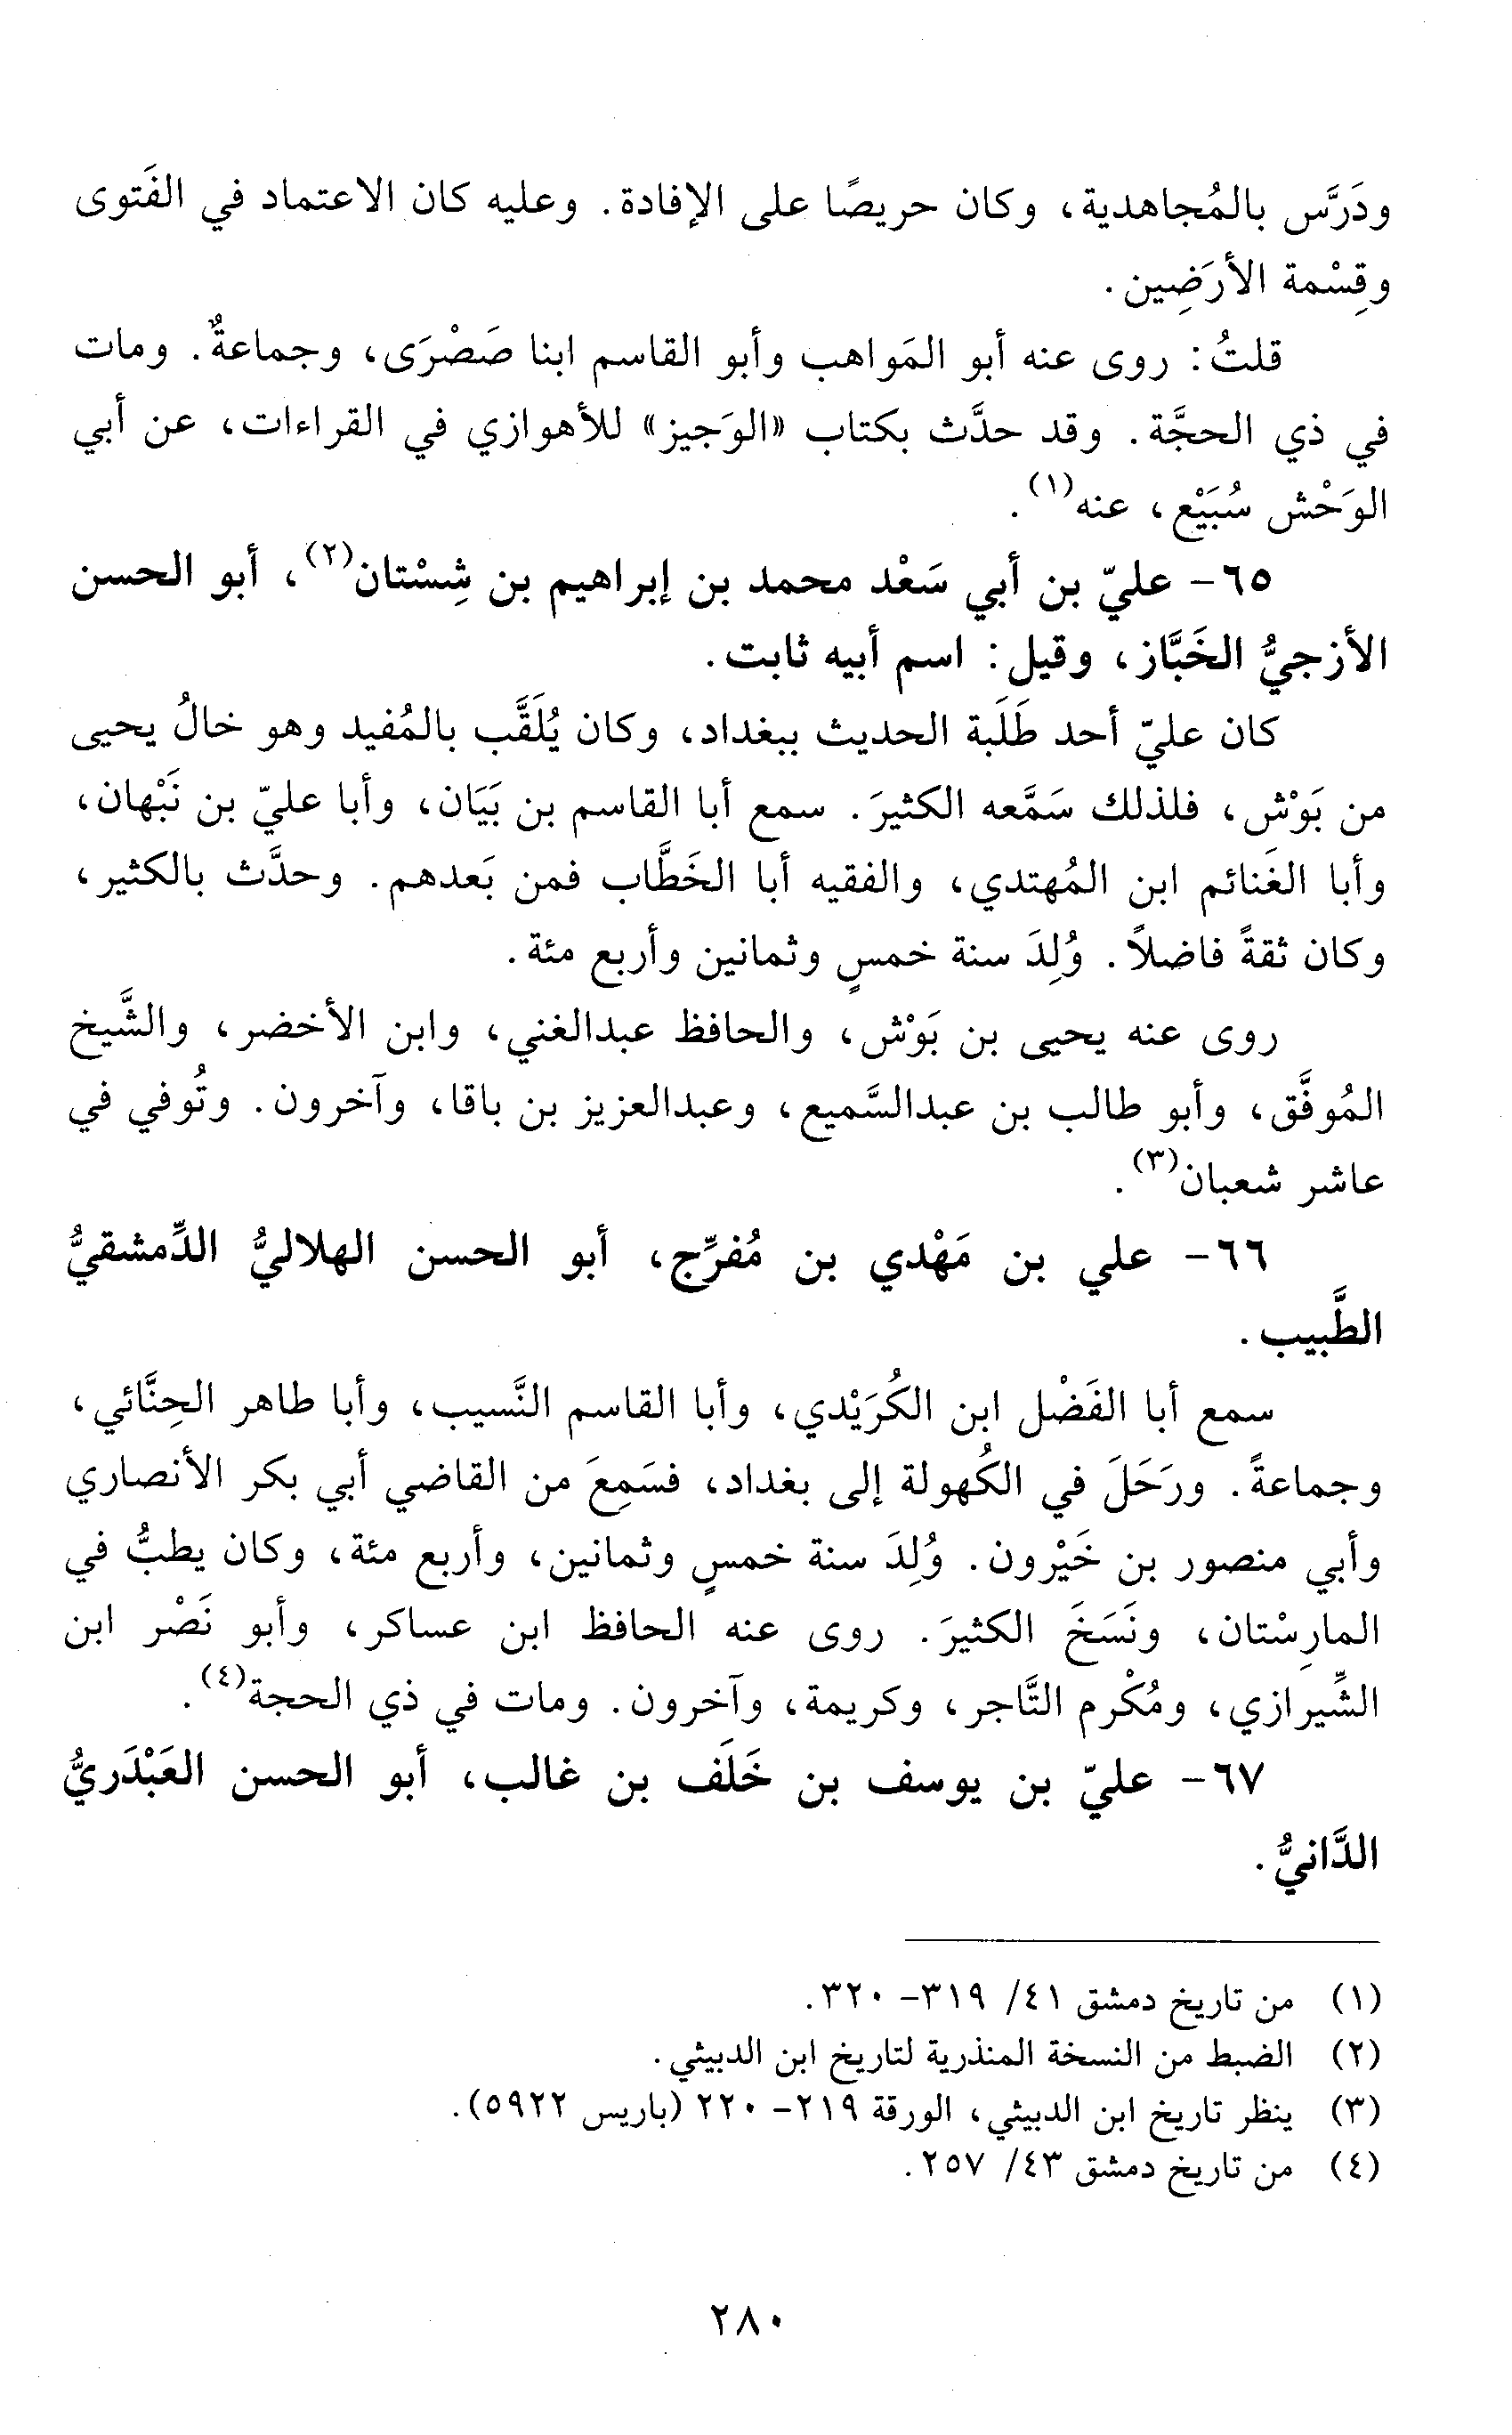 ودَرَّس بالمُجاهدية، وكان حريصًا على الإفادة. وعليه كان الاعتماد في الفَتوى
وقِسْمة الأرَضِين.
قلتُ: روى عنه أبو المَواهب وأبو القاسم ابنا صَصْرَى، وجماعةٌ. ومات
في ذي الحجَّة. وقد حدَّث بكتاب «الوَجيز» للأهوازي في القراءات، عن أبي
الوَحْش سُبَيْع، عنه(١).
٦٥- عليّ بن أبي سَعْد محمد بن إبراهيم بن شِسْتان(٢)، أبو الحسن
الأزجيُّ الخَبَّاز، وقيل: اسم أبيه ثابت.
كان عليّ أحد طَلَبة الحديث ببغداد، وكان يُلَقَّب بالمُفيد وهو خالُ يحيى
من بَوْش، فلذلك سَمَّعه الكثيرَ. سمع أبا القاسم بن بَيَان، وأبا عليّ بن نَبْهان،
وأبا الغَنائم ابن المُهتدي، والفقيه أبا الخَطَّاب فمن بَعدهم. وحدَّث بالكثير،
وكان ثقةً فاضلاً. وُلِدَ سنة خمسٍ وثمانين وأربع مئة.
روى عنه يحيى بن بَوْش، والحافظ عبدالغني، وابن الأخضر، والشَّيخ
المُوفَّق، وأبو طالب بن عبدالسَّميع، وعبدالعزيز بن باقا، وآخرون. وتُوفي في
عاشر شعبان(٣).
٦٦- علي بن مَهْدي بن مُفرِّج، أبو الحسن الهلاليُّ الدِّمشقيُّ
الطَّبيب.
سمع أبا الفَضْل ابن الكُرَيْدي، وأبا القاسم النَّسيب، وأبا طاهر الحِنَّائي،
وجماعةً. ورَحَلَ في الكُهولة إلى بغداد، فسَمِعَ من القاضي أبي بكر الأنصاري
وأبي منصور بن خَيْرون. وُلِدَ سنة خمسٍ وثمانين، وأربع مئة، وكان يطبُّ في
المارِسْتان، ونَسَخَ الكثيرَ. روى عنه الحافظ ابن عساكر، وأبو نَصْر ابن
الشِّيرازي، ومُكْرم التَّاجر، وكريمة، وآخرون. ومات في ذي الحجة(٤).
٦٧- عليّ بن يوسف بن خَلَف بن غالب، أبو الحسن العَبْدَريُّ
الدَّانيُّ.
(١) من تاريخ دمشق ٤١/ ٣١٩- ٣٢٠.
(٢) الضبط من النسخة المنذرية لتاريخ ابن الدبيثي.
(٣) ينظر تاريخ ابن الدبيثي، الورقة ٢١٩- ٢٢٠ (باريس ٥٩٢٢).
(٤) من تاريخ دمشق ٤٣/ ٢٥٧.
٢٨٠